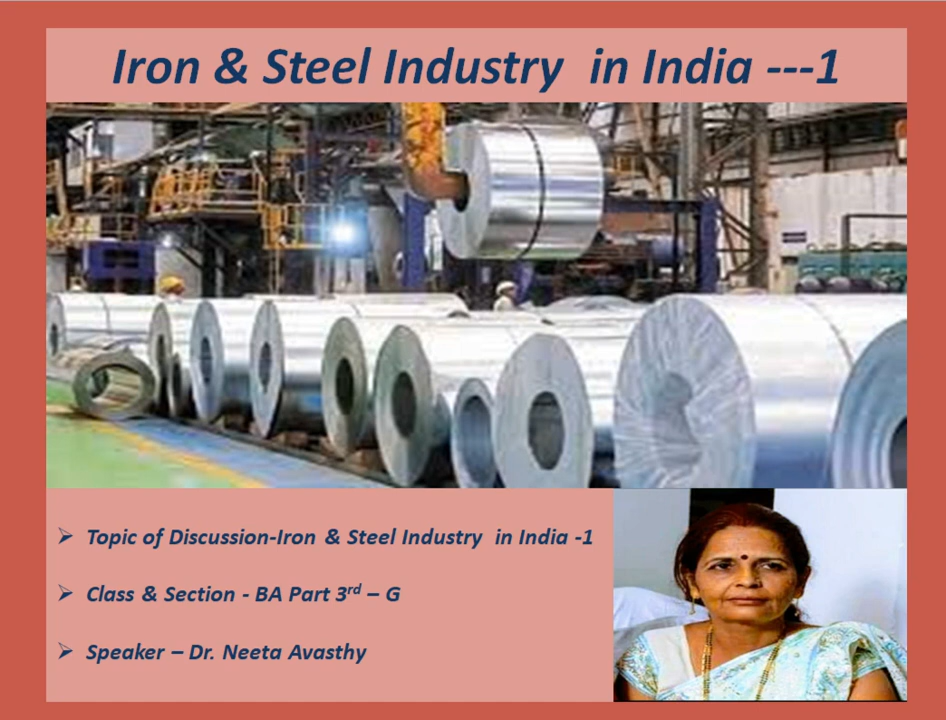 Iron & Steel Industry in India ---1
➢ Topic of Discussion-Iron & Steel Industry in India -1
➢ Class & Section - BA Part 3rd – G
➢ Speaker – Dr. Neeta Avasthy